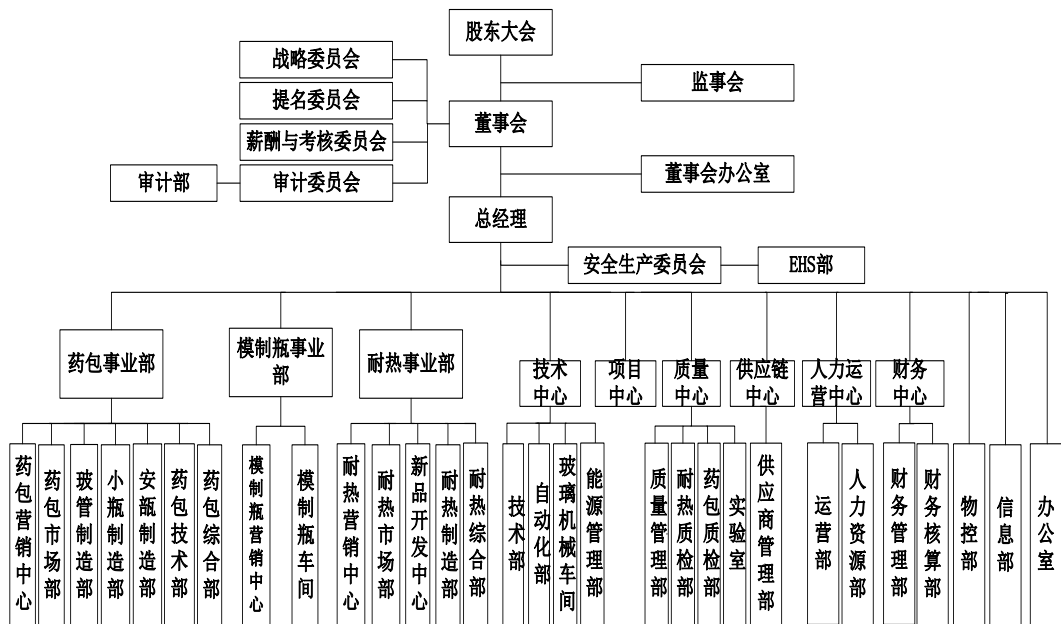 股东大会
战略委员会
监事会
提名委员会
董事会
薪酬与考核委员会
审计部
审计委员会
董事会办公室
总经理
安全生产委员会
EHS部
药包事业部
模制瓶事业
部
耐热事业部
技术
中心
项目
中心
质量
中心
供应链
中心
人力运
营中心
财务
中心
药包营销中心
药包市场部
玻管制造部
小瓶制造部
安瓿制造部
药包技术部
药包综合部
模制瓶营销中心
模制瓶车间
耐热营销中心
耐热市场部
新品开发中心
耐热制造部
耐热综合部
技术部
自动化部
玻璃机械车间
能源管理部
质量管理部
耐热质检部
药包质检部
实验室
供应商管理部
运营部
人力资源部
财务管理部
财务核算部
物控部
信息部
办公室